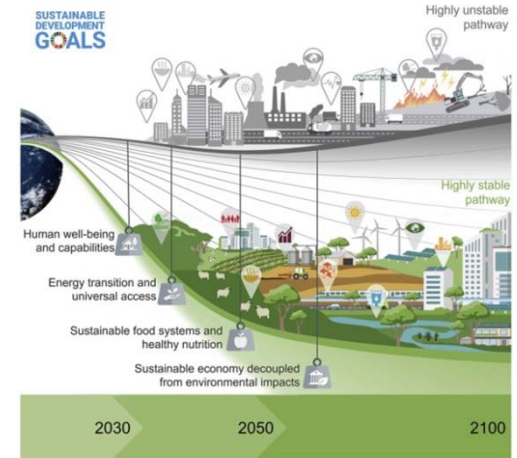 SUSTAINABLE
DEVELOPMENT
GOALS
Highly unstable
pathway
Highly stable
pathway
Human well-being
and capabilities
Energy transition and
universal access
Sustainable food systems and
healthy nutrition
Sustainable economy decoupled
from environmental impacts
2030
2050
2100